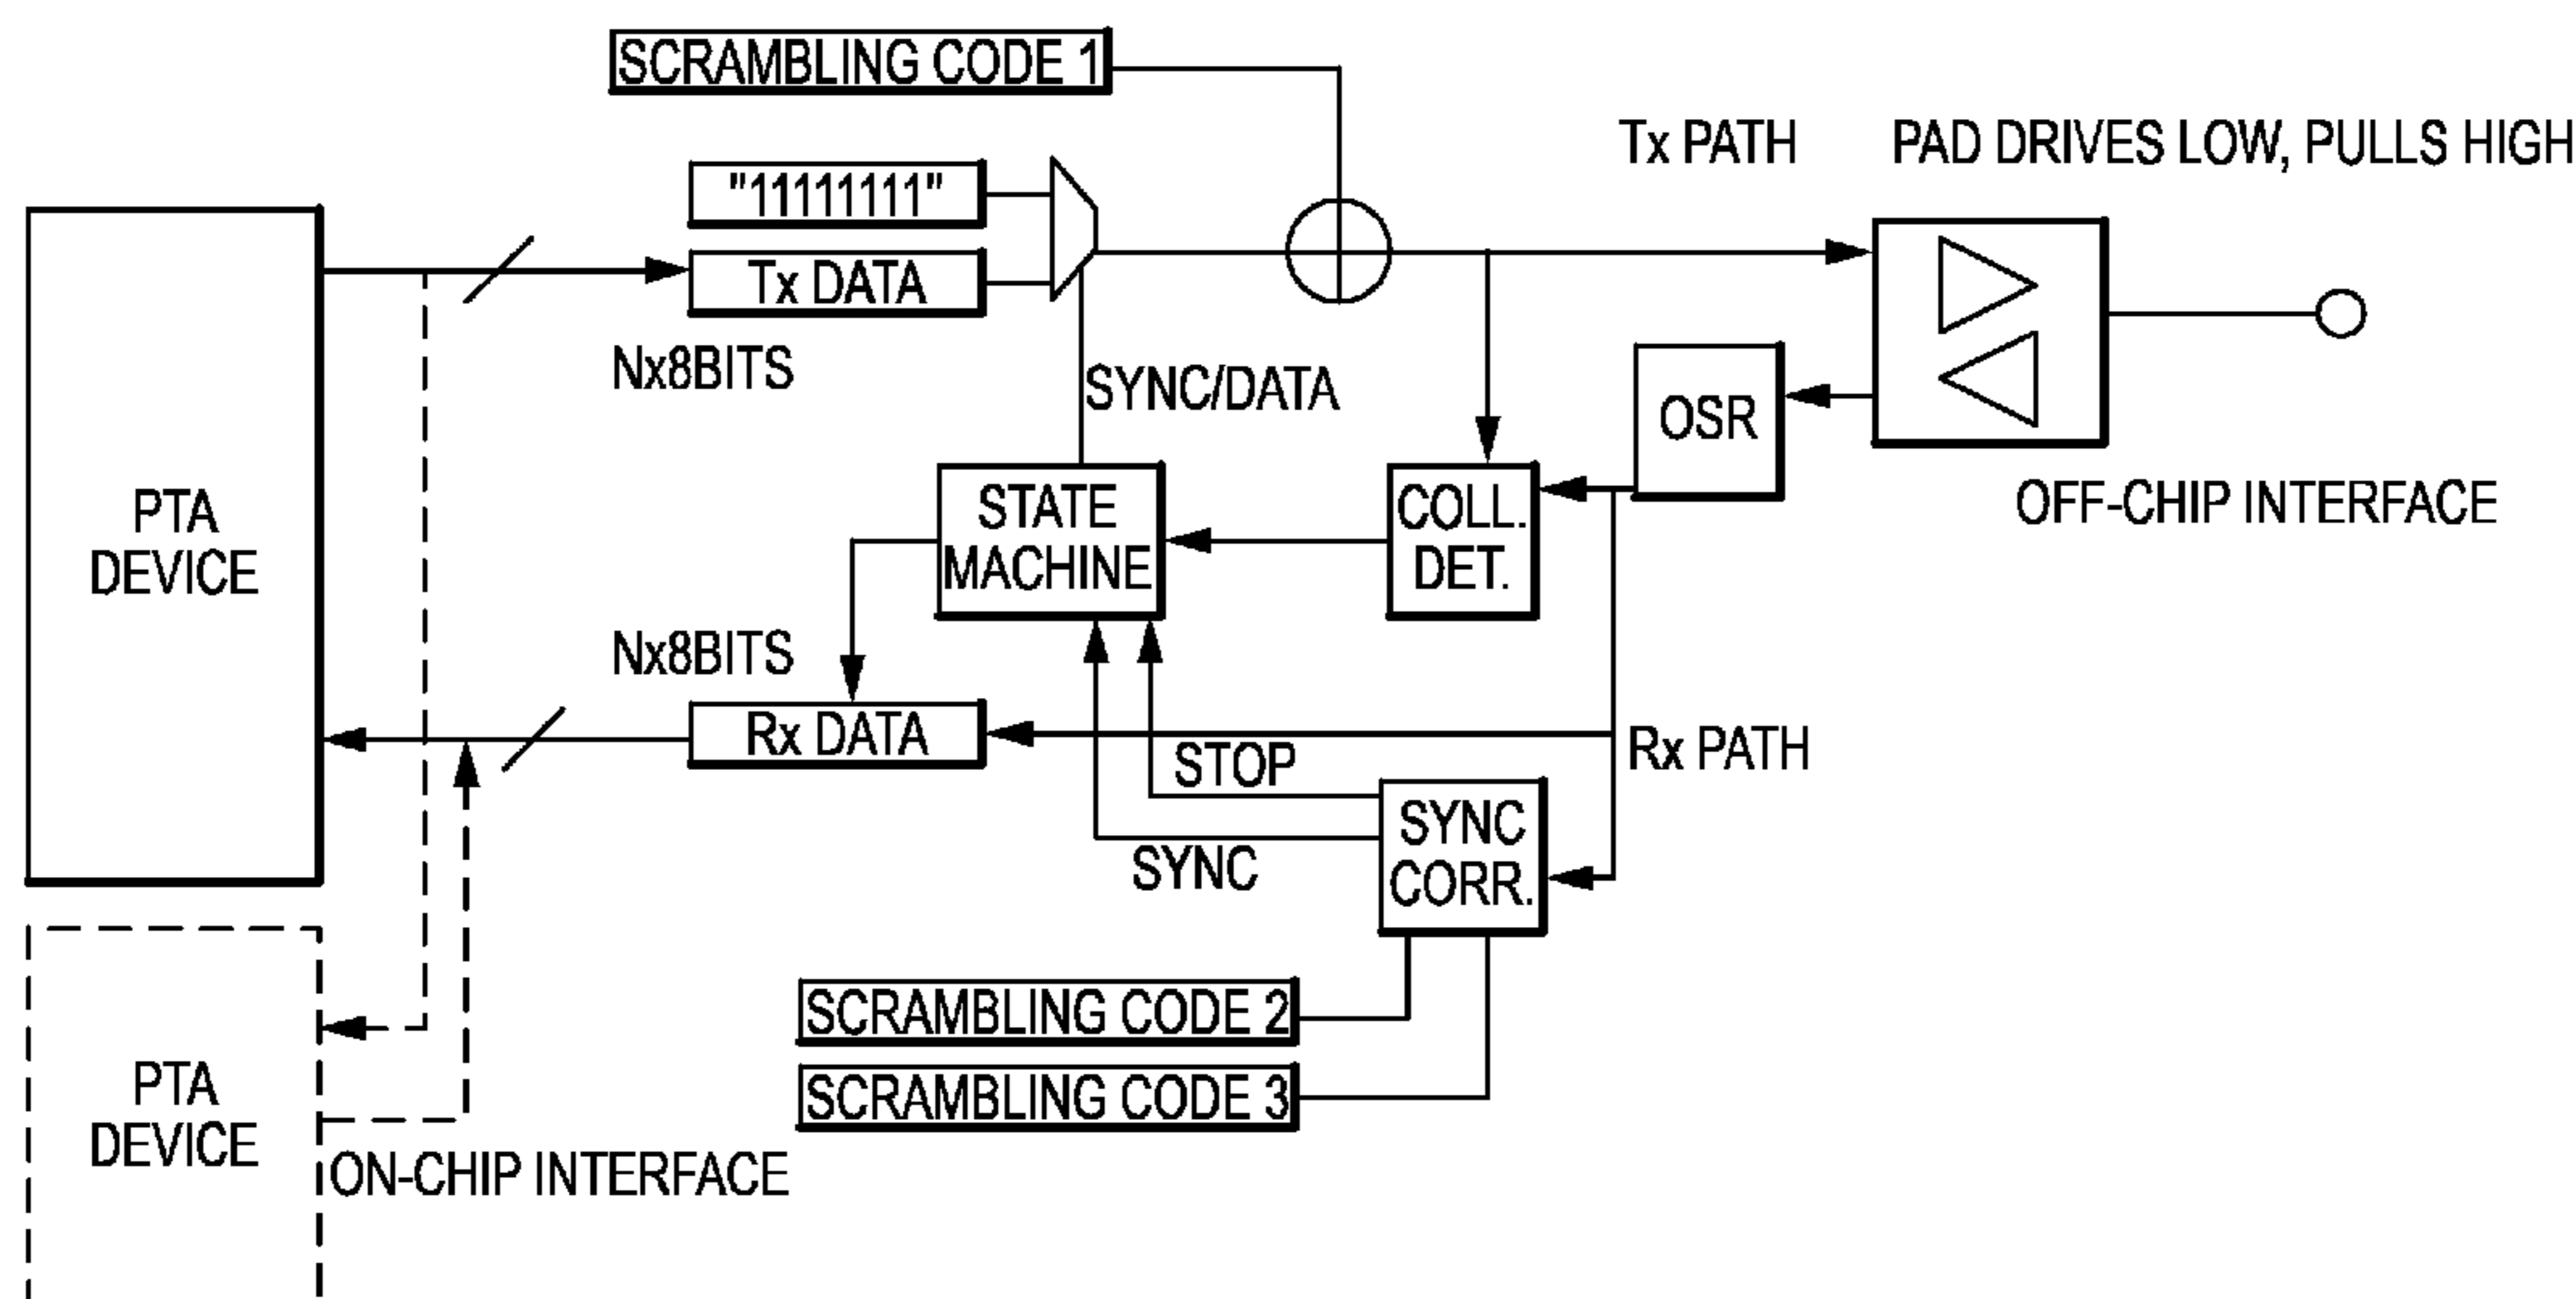 SCRAMBLING CODE 1
Tx PATH
PAD DRIVES LOW, PULLS HIGH
"11111111"
Tx DATA
Nx8BITS
SYNC/DATA
OSR
PTA
DEVICE
STATE
MACHINE
COLL.
DET.
OFF-CHIP INTERFACE
Nx8BITS
Rx DATA
STOP
Rx PATH
SYNC
SYNC
CORR.
SCRAMBLING CODE 2
SCRAMBLING CODE 3
PTA
DEVICE
ON-CHIP INTERFACE